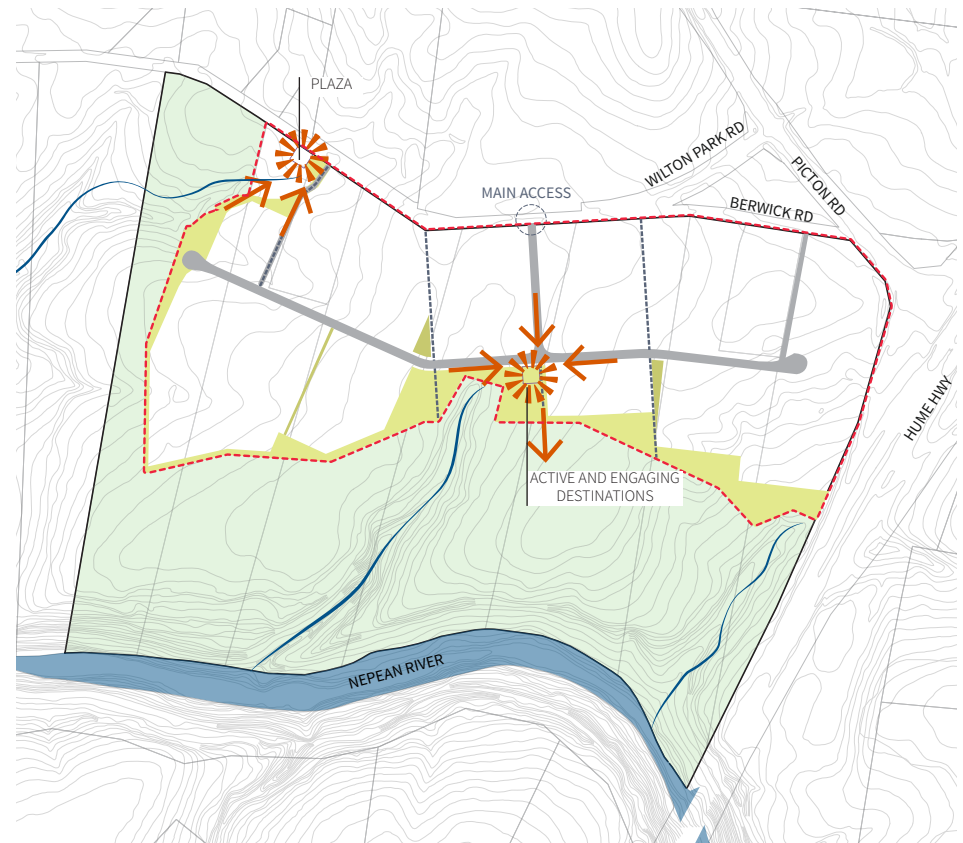 PLAZA
WILTON PARK RD
PICTON RD
MAIN ACCESS
BERWICK RD
HUME HWY
ACTIVE AND ENGAGING
DESTINATIONS
NEPEAN RIVER